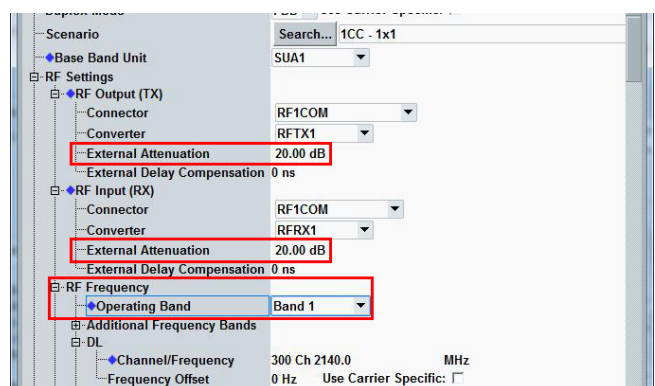 Scenario Search... 1CC - 1x1
Base Band Unit SUA1
RF Settings
RF Output (TX)
Connector RF1COM
Converter RFTX1
External Attenuation 20.00 dB
External Delay Compensation 0 ns
RF Input (RX)
Connector RF1COM
Converter RFRX1
External Attenuation 20.00 dB
External Delay Compensation 0 ns
RF Frequency
Operating Band Band 1
Additional Frequency Bands
DL
Channel/Frequency 300 Ch 2140.0 MHz
Frequency Offset 0 Hz Use Carrier Specific: